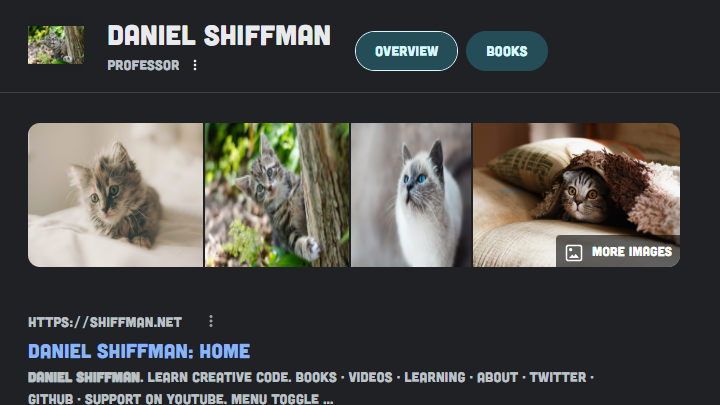 DANIEL SHIFFMAN
PROFESSOR
OVERVIEW
BOOKS
MORE IMAGES
HTTPS://SHIFFMAN.NET
DANIEL SHIFFMAN: HOME
DANIEL SHIFFMAN. LEARN CREATIVE CODE. BOOKS · VIDEOS · LEARNING · ABOUT · TWITTER ·
GITHUB · SUPPORT ON YOUTUBE. MENU TOGGLE ...